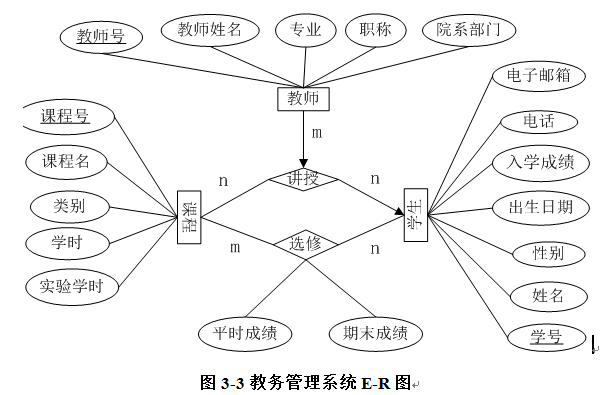 教师号 教师姓名 专业 职称 院系部门
教师
m
课程号
课程名
类别
学时
实验学时
课程
n
讲授
n
m
选修
n
学生
电子邮箱
电话
入学成绩
出生日期
性别
姓名
学号
平时成绩 期末成绩
图 3-3 教务管理系统 E-R 图